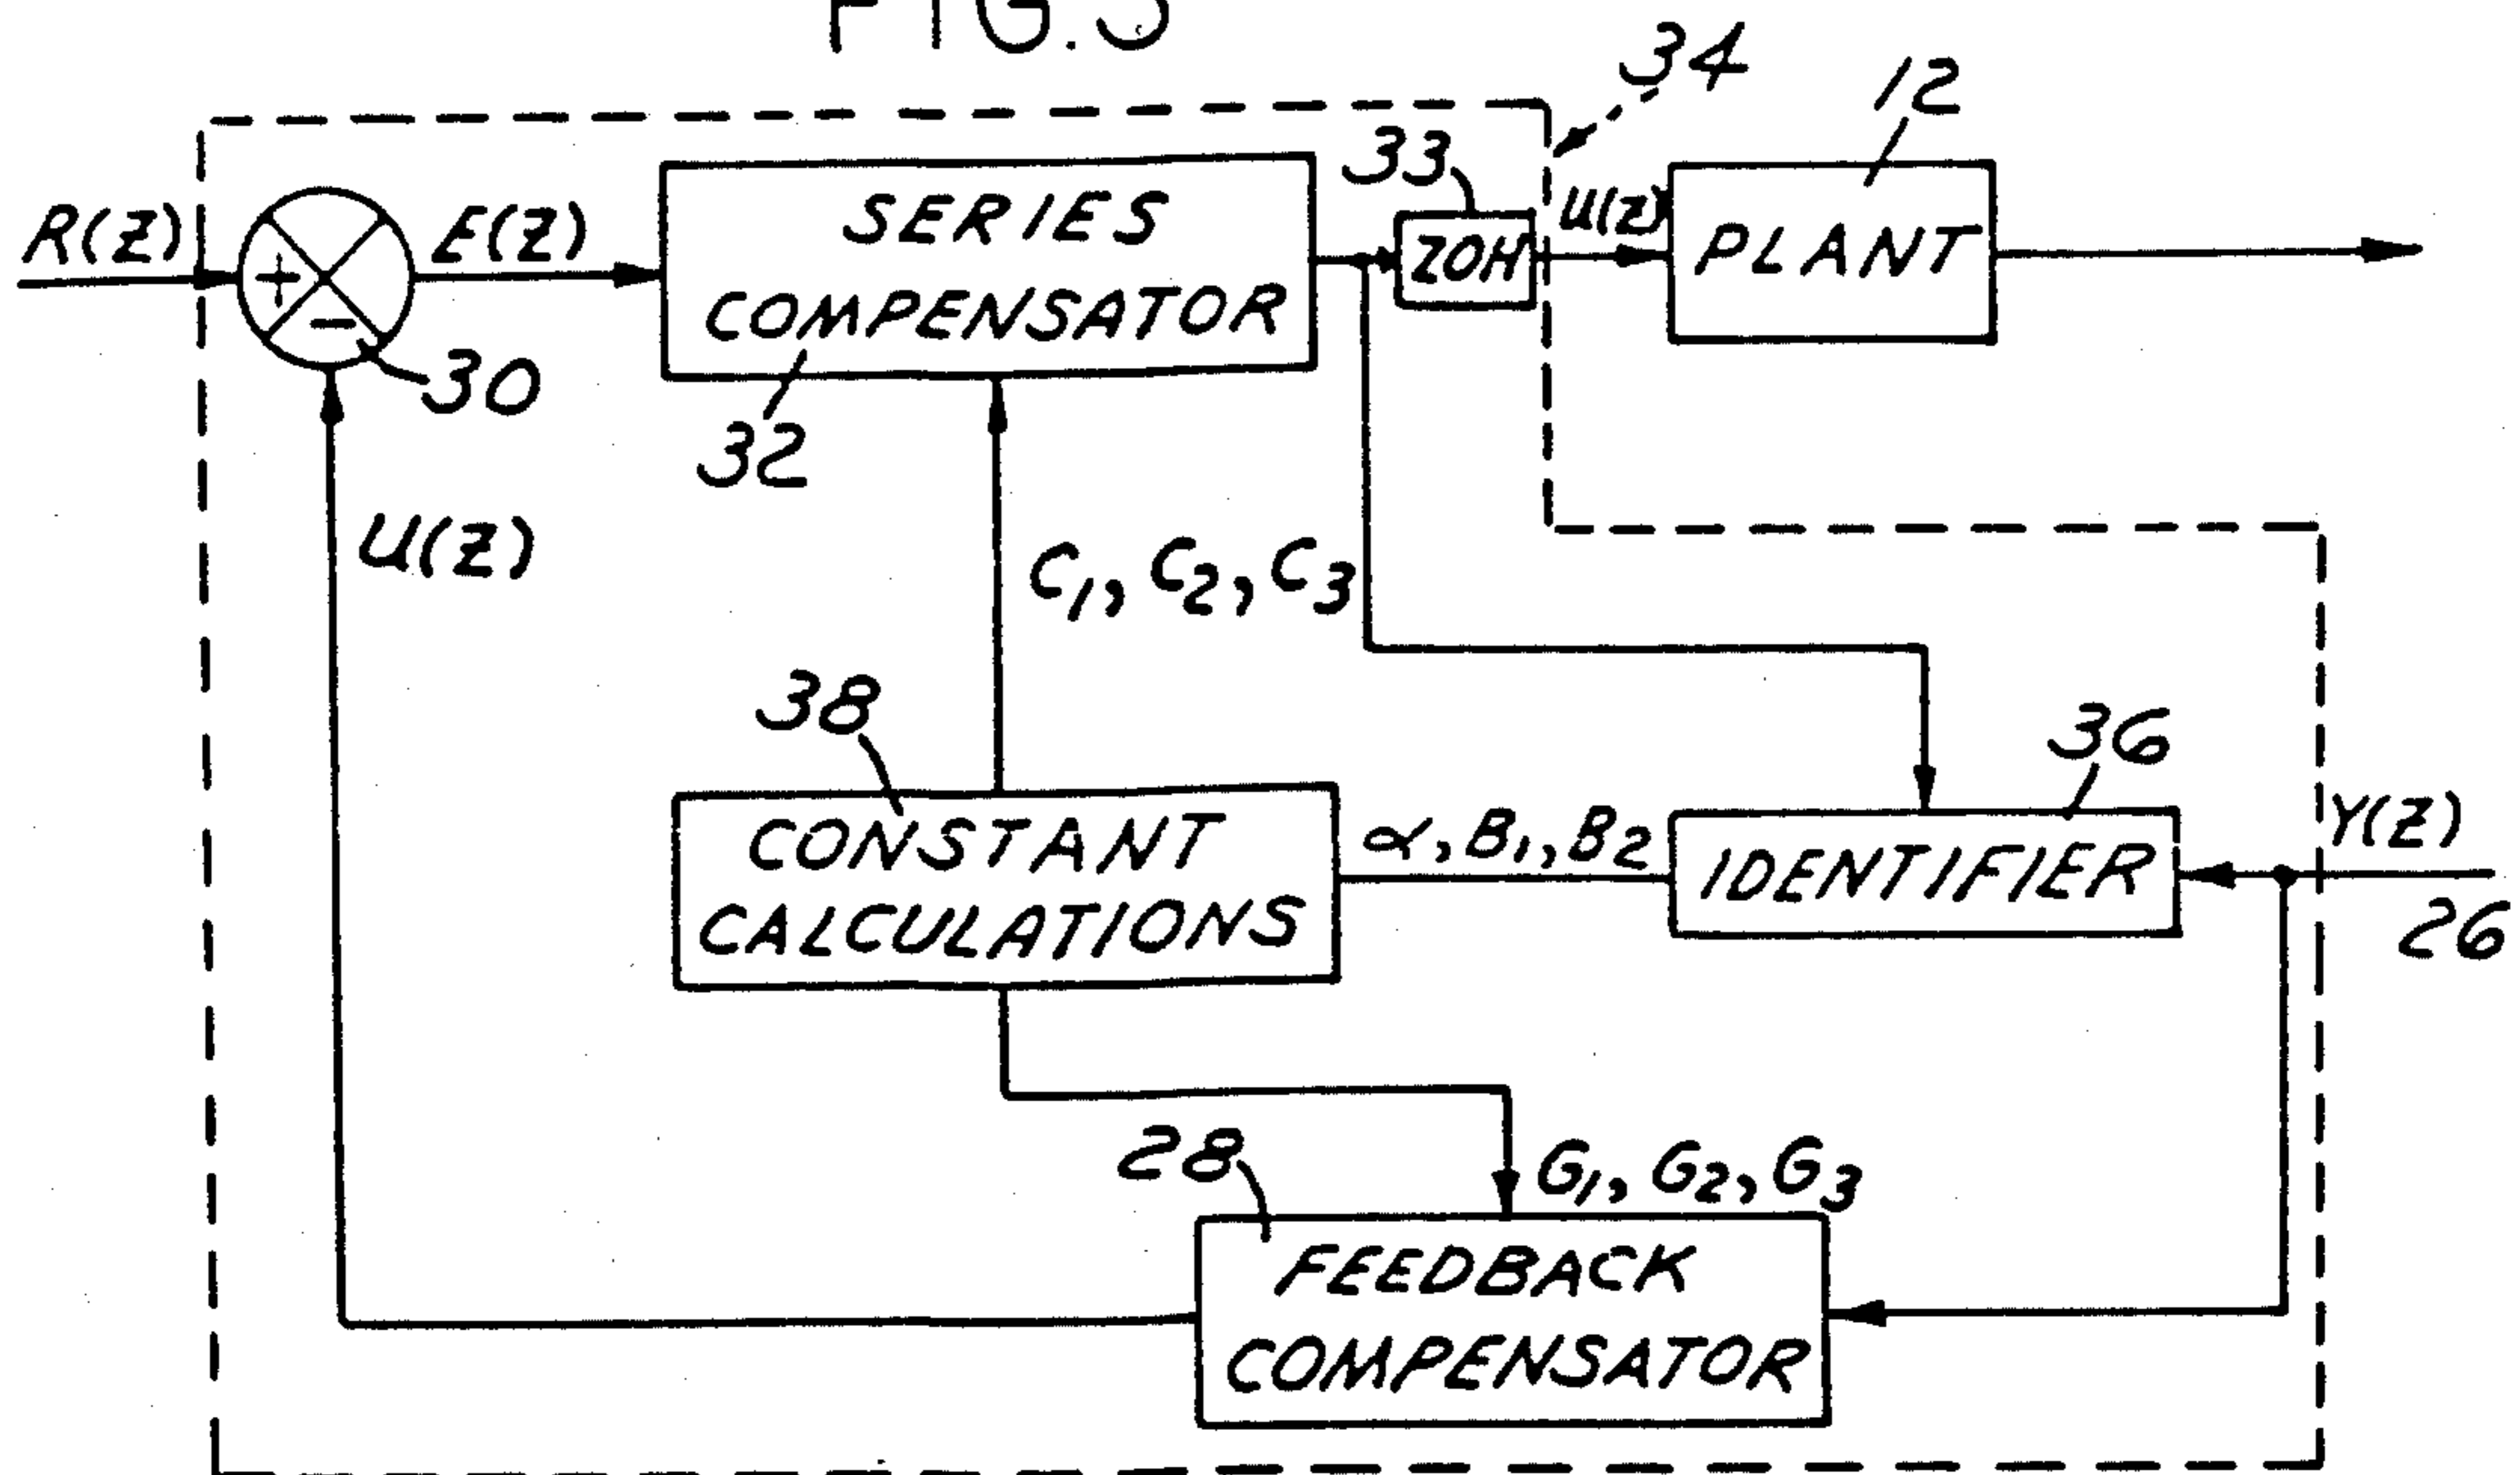 FIG. 3
34
12
33
R(Z)
E(Z)
SERIES
COMPENSATOR
ZOH
U(Z)
PLANT
+
−
30
32
U(Z)
C1, C2, C3
38
36
CONSTANT
CALCULATIONS
α, B1, B2
IDENTIFIER
Y(Z)
26
28
G1, G2, G3
FEEDBACK
COMPENSATOR